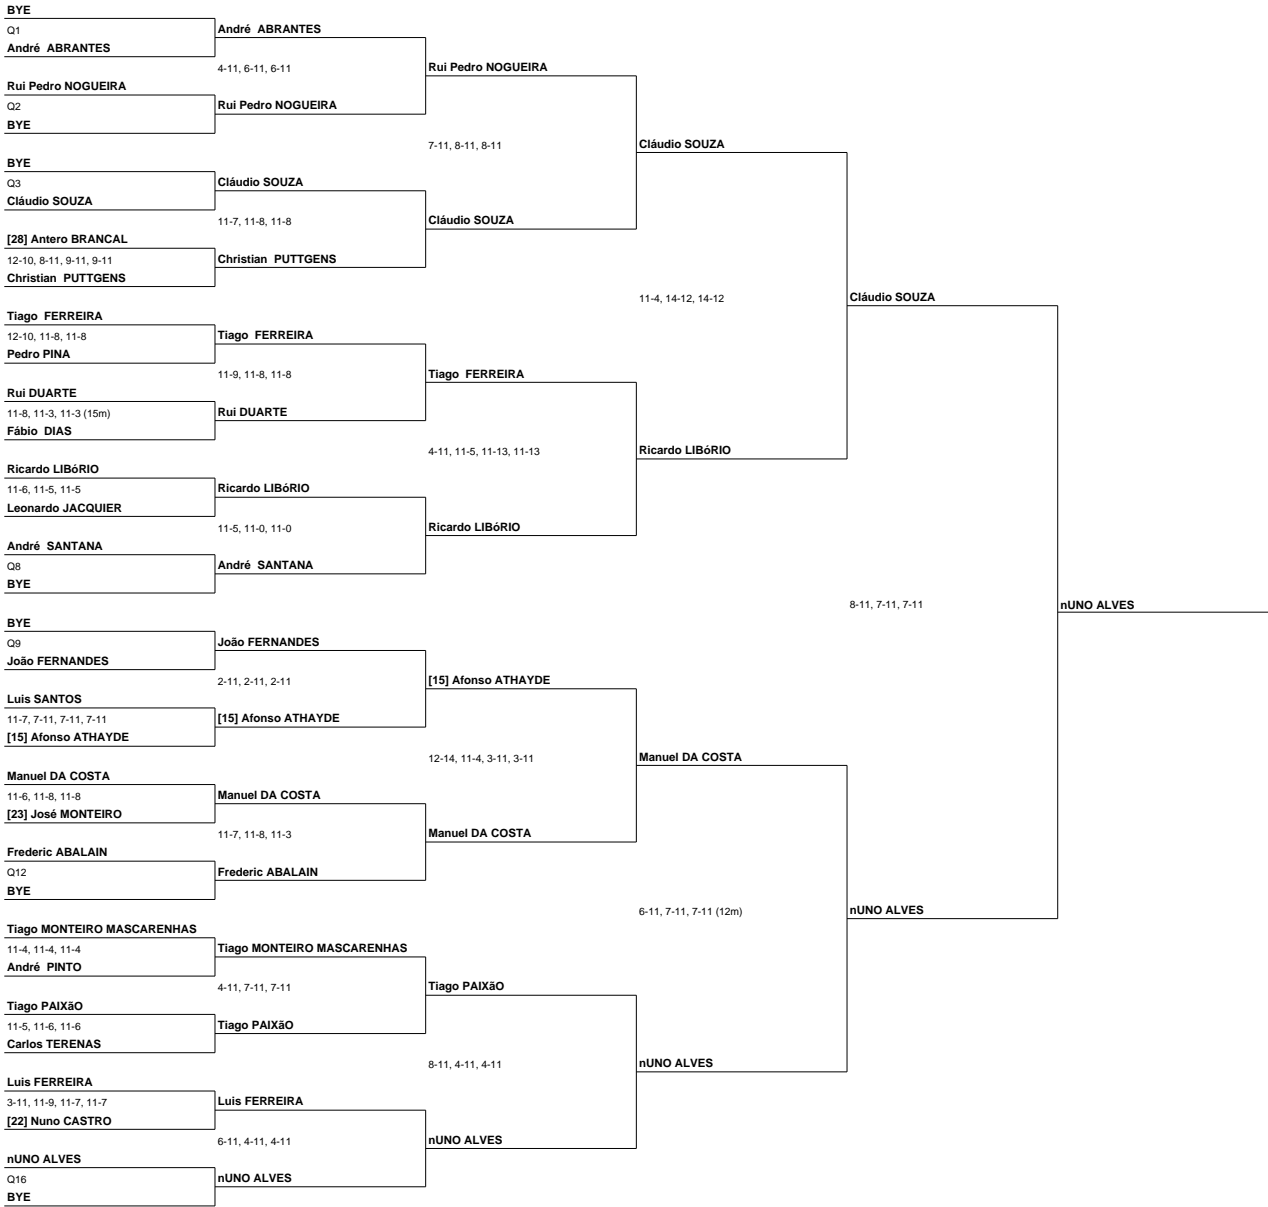 BYE
Q1
André  ABRANTES
Rui Pedro NOGUEIRA
Q2
BYE
BYE
Q3
Cláudio SOUZA
[28] Antero BRANCAL
12-10, 8-11, 9-11, 9-11
Christian  PUTTGENS
Tiago  FERREIRA
12-10, 11-8, 11-8
Pedro PINA
Rui DUARTE
11-8, 11-3, 11-3 (15m)
Fábio  DIAS
Ricardo LIBóRIO
11-6, 11-5, 11-5
Leonardo JACQUIER
André  SANTANA
Q8
BYE
BYE
Q9
João FERNANDES
Luis SANTOS
11-7, 7-11, 7-11, 7-11
[15] Afonso ATHAYDE
Manuel DA COSTA
11-6, 11-8, 11-8
[23] José MONTEIRO
Frederic ABALAIN
Q12
BYE
Tiago MONTEIRO MASCARENHAS
11-4, 11-4, 11-4
André  PINTO
Tiago PAIXãO
11-5, 11-6, 11-6
Carlos TERENAS
Luis FERREIRA
3-11, 11-9, 11-7, 11-7
[22] Nuno CASTRO
nUNO ALVES
Q16
BYE
André  ABRANTES
4-11, 6-11, 6-11
Rui Pedro NOGUEIRA
Cláudio SOUZA
11-7, 11-8, 11-8
Christian  PUTTGENS
Tiago  FERREIRA
11-9, 11-8, 11-8
Rui DUARTE
Ricardo LIBóRIO
11-5, 11-0, 11-0
André  SANTANA
João FERNANDES
2-11, 2-11, 2-11
[15] Afonso ATHAYDE
Manuel DA COSTA
11-7, 11-8, 11-3
Frederic ABALAIN
Tiago MONTEIRO MASCARENHAS
4-11, 7-11, 7-11
Tiago PAIXãO
Luis FERREIRA
6-11, 4-11, 4-11
nUNO ALVES
Rui Pedro NOGUEIRA
7-11, 8-11, 8-11
Cláudio SOUZA
Tiago  FERREIRA
4-11, 11-5, 11-13, 11-13
Ricardo LIBóRIO
[15] Afonso ATHAYDE
12-14, 11-4, 3-11, 3-11
Manuel DA COSTA
Tiago PAIXãO
8-11, 4-11, 4-11
nUNO ALVES
Cláudio SOUZA
11-4, 14-12, 14-12
Ricardo LIBóRIO
Manuel DA COSTA
6-11, 7-11, 7-11 (12m)
nUNO ALVES
Cláudio SOUZA
8-11, 7-11, 7-11
nUNO ALVES
nUNO ALVES